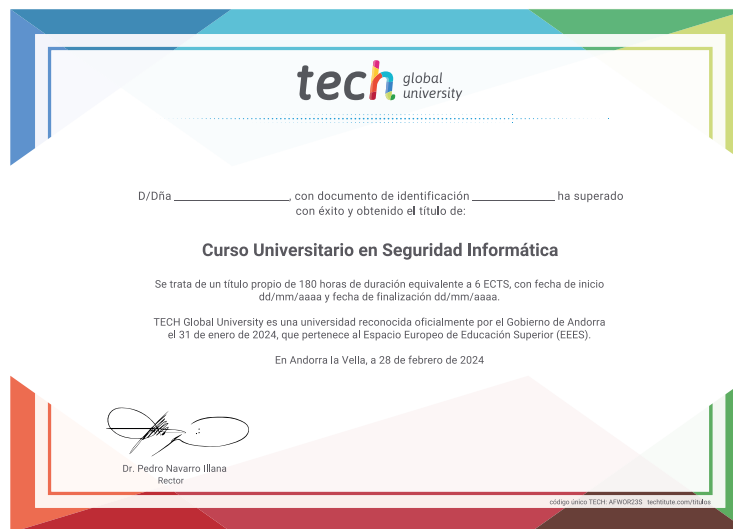 tech global university
D/Dña ____________________, con documento de identificación ______________ ha superado
con éxito y obtenido el título de:
Curso Universitario en Seguridad Informática
Se trata de un título propio de 180 horas de duración equivalente a 6 ECTS, con fecha de inicio
dd/mm/aaaa y fecha de finalización dd/mm/aaaa.
TECH Global University es una universidad reconocida oficialmente por el Gobierno de Andorra
el 31 de enero de 2024, que pertenece al Espacio Europeo de Educación Superior (EEES).
En Andorra la Vella, a 28 de febrero de 2024
Dr. Pedro Navarro Illana
Rector
código único TECH: AFWOR23S techtitute.com/titulos